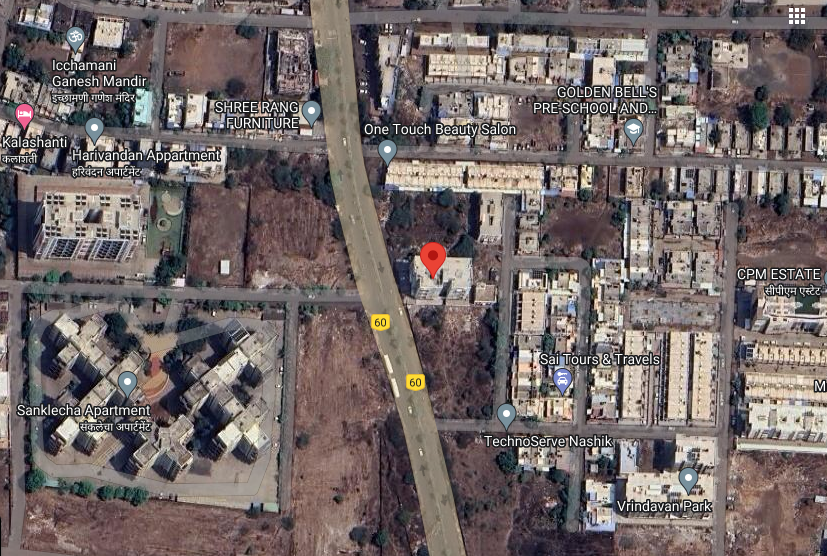 Icchamani
Ganesh Mandir
इच्छामणी गणेश मंदिर
SHREE RANG
FURNITURE
GOLDEN BELL'S
PRE-SCHOOL AND...
Kalashanti
कलाशंती
Harivandan Appartment
हरिवंदन अपार्टमेंट
One Touch Beauty Salon
CPM ESTATE
सीपीएम एस्टेट
60
60
Sai Tours & Travels
Sanklecha Apartment
संकलेचा अपार्टमेंट
M
TechnoServe Nashik
Vrindavan Park